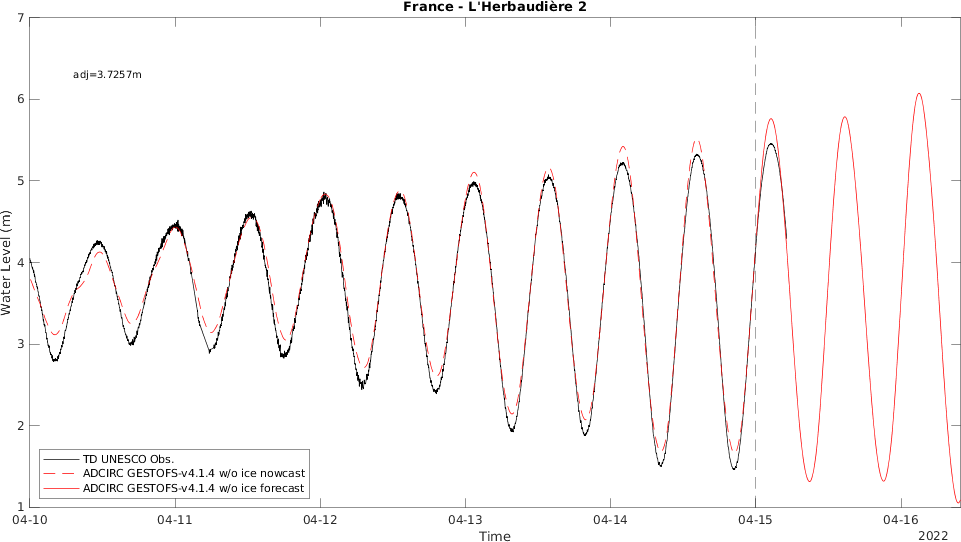 France - L'Herbaudière 2
7
adj=3.7257m
6
5
4
3
2
1
Water Level (m)
TD UNESCO Obs.
ADCIRC GESTOFS-v4.1.4 w/o ice nowcast
ADCIRC GESTOFS-v4.1.4 w/o ice forecast
04-10 04-11 04-12 04-13 04-14 04-15 04-16
Time
2022